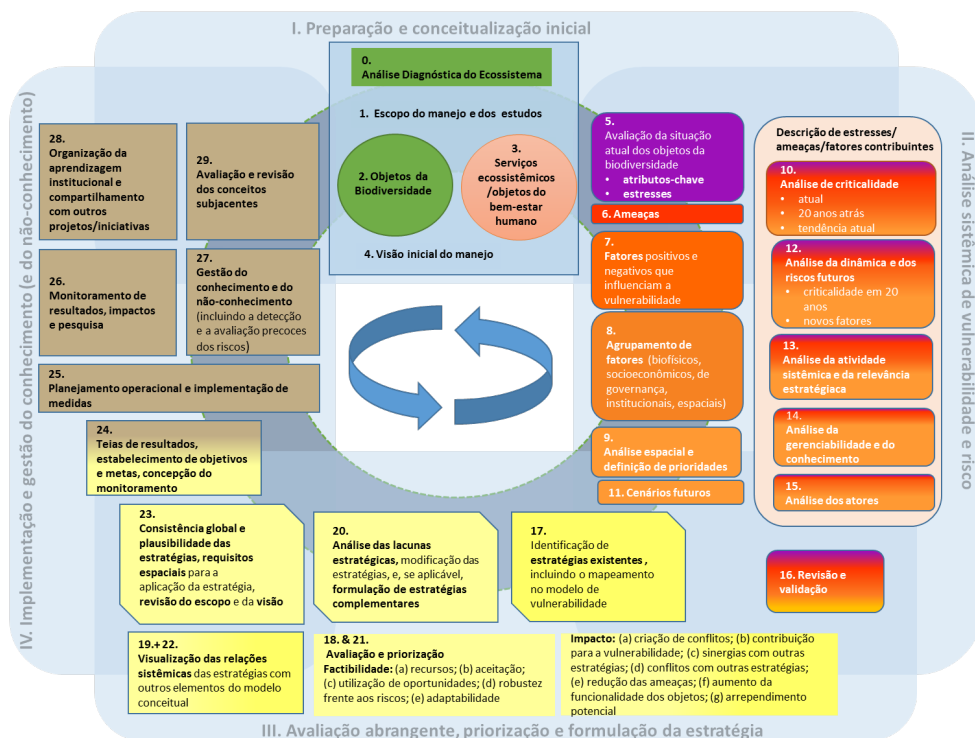 I. Preparação e conceitualização inicial
0.
Análise Diagnóstica do Ecossistema
1. Escopo do manejo e dos estudos
2. Objetos da
Biodiversidade
3.
Serviços
ecossistêmicos
/objetos do
bem-estar
humano
4. Visão inicial do manejo
II. Análise sistêmica de vulnerabilidade e risco
5.
Avaliação da situação
atual dos objetos da
biodiversidade
• atributos-chave
• estresses
6. Ameaças
7.
Fatores positivos e
negativos que
influenciam a
vulnerabilidade
8.
Agrupamento de
fatores (biofísicos,
socioeconômicos, de
governança,
institucionais, espaciais)
9.
Análise espacial e
definição de prioridades
11. Cenários futuros
Descrição de estresses/
ameaças/fatores contribuintes
10.
Análise de criticalidade
• atual
• 20 anos atrás
• tendência atual
12.
Análise da dinâmica e dos
riscos futuros
• criticalidade em 20
anos
• novos fatores
13.
Análise da atividade
sistêmica e da relevância
estratégiaca
14.
Análise da
gerenciabilidade e do
conhecimento
15.
Análise dos atores
16. Revisão e
validação
III. Avaliação abrangente, priorização e formulação da estratégia
17.
Identificação de
estratégias existentes ,
incluindo o mapeamento
no modelo de
vulnerabilidade
18. & 21.
Avaliação e priorização
Factibilidade: (a) recursos; (b) aceitação;
(c) utilização de oportunidades; (d) robustez
frente aos riscos; (e) adaptabilidade
Impacto: (a) criação de conflitos; (b) contribuição
para a vulnerabilidade; (c) sinergias com outras
estratégias; (d) conflitos com outras estratégias;
(e) redução das ameaças; (f) aumento da
funcionalidade dos objetos; (g) arrependimento
potencial
19.+ 22.
Visualização das relações
sistêmicas das estratégias com
outros elementos do modelo
conceitual
20.
Análise das lacunas
estratégicas, modificação das
estratégias, e, se aplicável,
formulação de estratégias
complementares
23.
Consistência global e
plausibilidade das
estratégias, requisitos
espaciais para a
aplicação da estratégia,
revisão do escopo e da visão
IV. Implementação e gestão do conhecimento (e do não-conhecimento)
24.
Teias de resultados,
estabelecimento de objetivos e
metas, concepção do
monitoramento
25.
Planejamento operacional e implementação de
medidas
26.
Monitoramento de
resultados, impactos
e pesquisa
27.
Gestão do
conhecimento e do
não-conhecimento
(incluindo a detecção
e a avaliação precoces
dos riscos)
28.
Organização da
aprendizagem
institucional e
compartilhamento
com outros
projetos/iniciativas
29.
Avaliação e revisão
dos conceitos
subjacentes